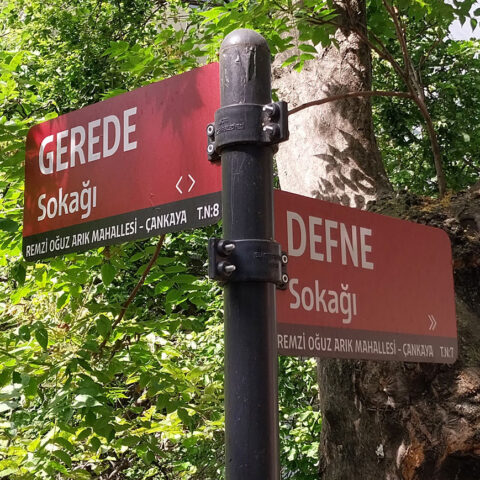 GEREDE
Sokağı
< >
REMZİ OĞUZ ARIK MAHALLESİ - ÇANKAYA T.N:8
DEFNE
Sokağı
»
REMZİ OĞUZ ARIK MAHALLESİ - ÇANKAYA T.N:7